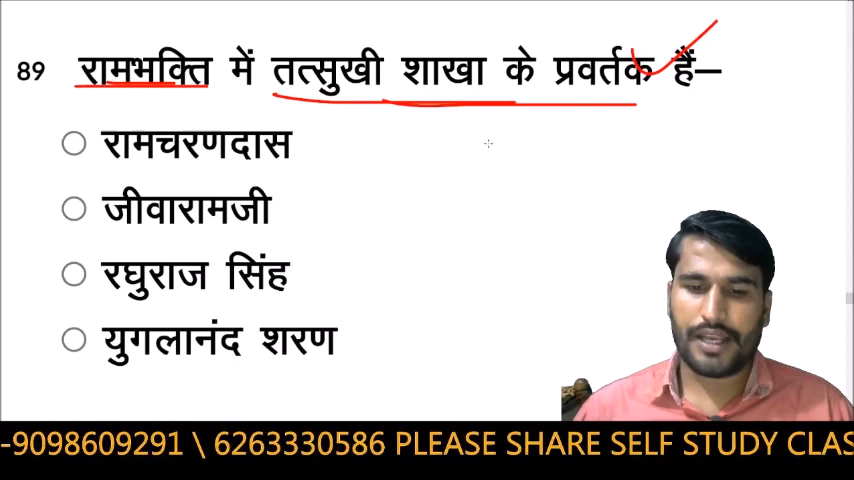 89 रामभक्ति में तत्सुखी शाखा के प्रवर्तक हैं–
रामचरणदास
जीवारामजी
रघुराज सिंह
युगलानंद शरण
-9098609291 \ 6263330586 PLEASE SHARE SELF STUDY CLAS